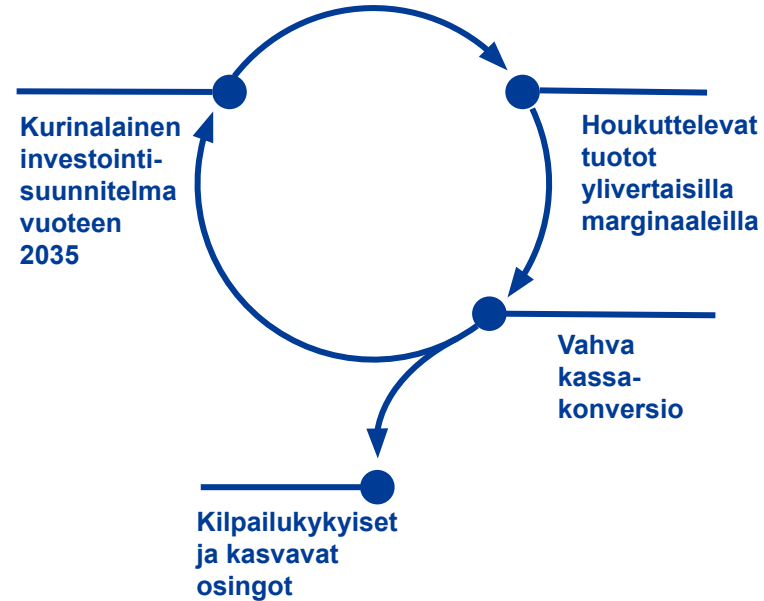 Kurinalainen
investointi-
suunnitelma
vuoteen
2035
Houkuttelevat
tuotot
ylivertaisilla
marginaaleilla
Vahva
kassa-
konversio
Kilpailukykyiset
ja kasvavat
osingot